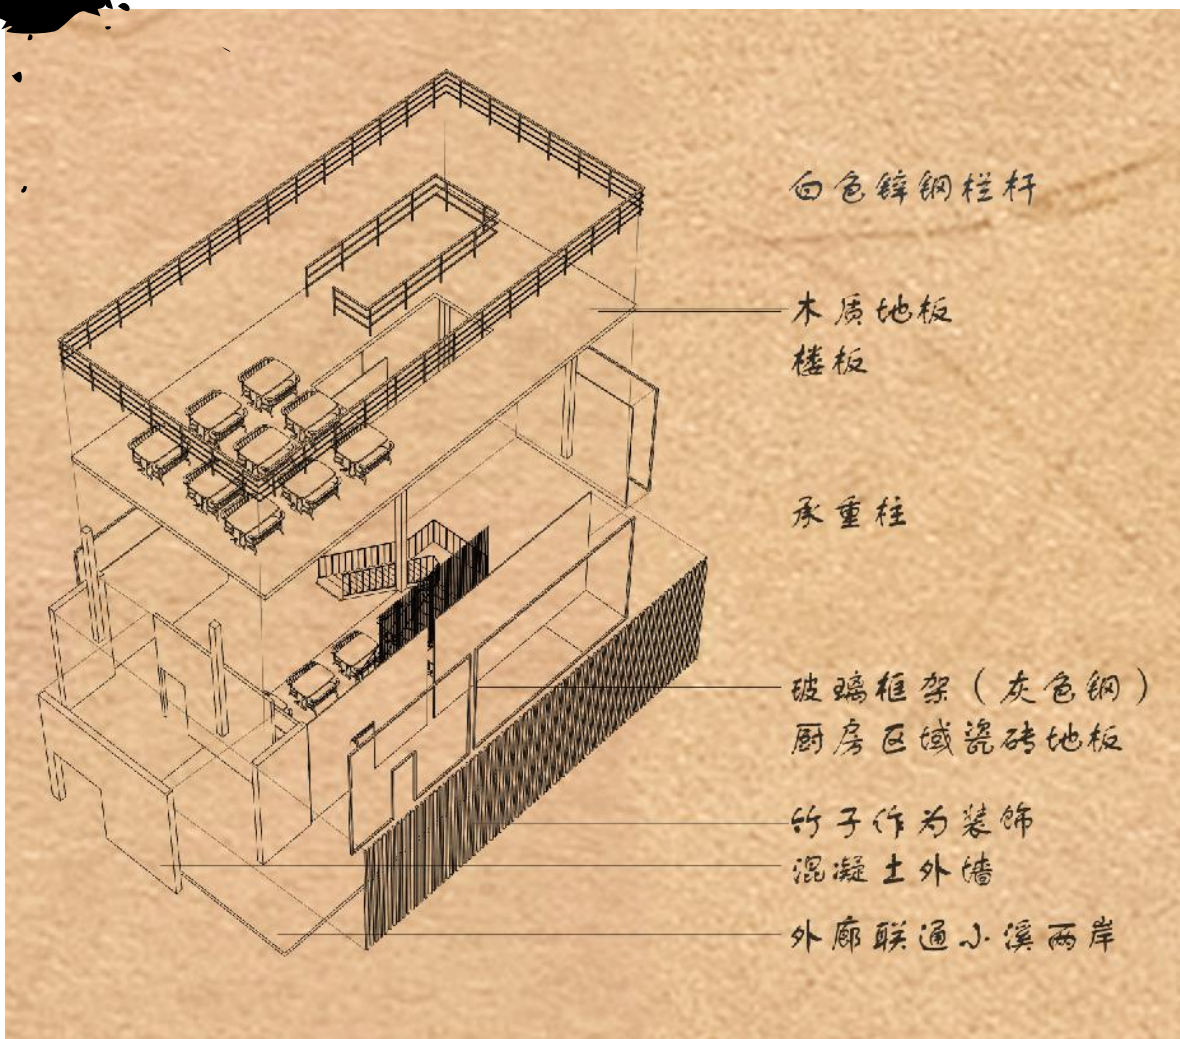 白色锌钢栏杆
木质地板
楼板
承重柱
玻璃框架（灰色钢）
厨房区域瓷砖地板
竹子作为装饰
混凝土外墙
外廊联通小溪两岸